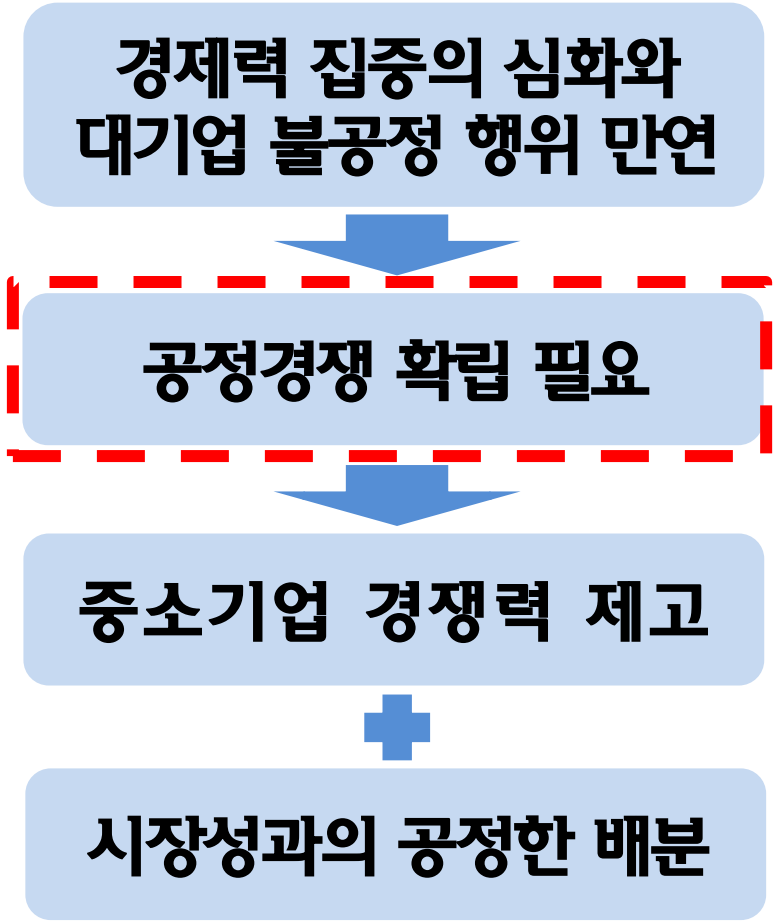 경제력 집중의 심화와
대기업 불공정 행위 만연
공정경쟁 확립 필요
중소기업 경쟁력 제고
시장성과의 공정한 배분